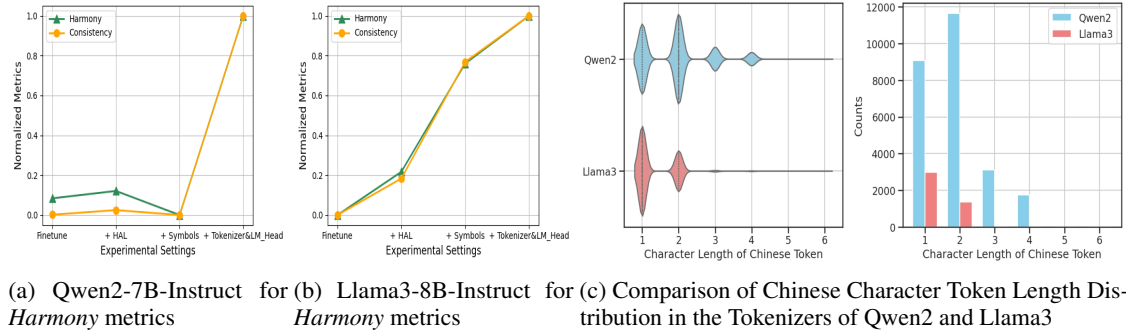 Harmony
Consistency
Normalized Metrics
1.0
0.8
0.6
0.4
0.2
0.0
Finetune
+ HAL
+ Symbols
+ Tokenizer&LM_Head
Experimental Settings
Harmony
Consistency
Normalized Metrics
1.0
0.8
0.6
0.4
0.2
0.0
Finetune
+ HAL
+ Symbols
+ Tokenizer&LM_Head
Experimental Settings
Qwen2
Llama3
1 2 3 4 5 6
Character Length of Chinese Token
Qwen2
Llama3
Counts
12000
10000
8000
6000
4000
2000
0
1 2 3 4 5 6
Character Length of Chinese Token
(a) Qwen2-7B-Instruct for
Harmony metrics
(b) Llama3-8B-Instruct for
Harmony metrics
(c) Comparison of Chinese Character Token Length Dis-
tribution in the Tokenizers of Qwen2 and Llama3